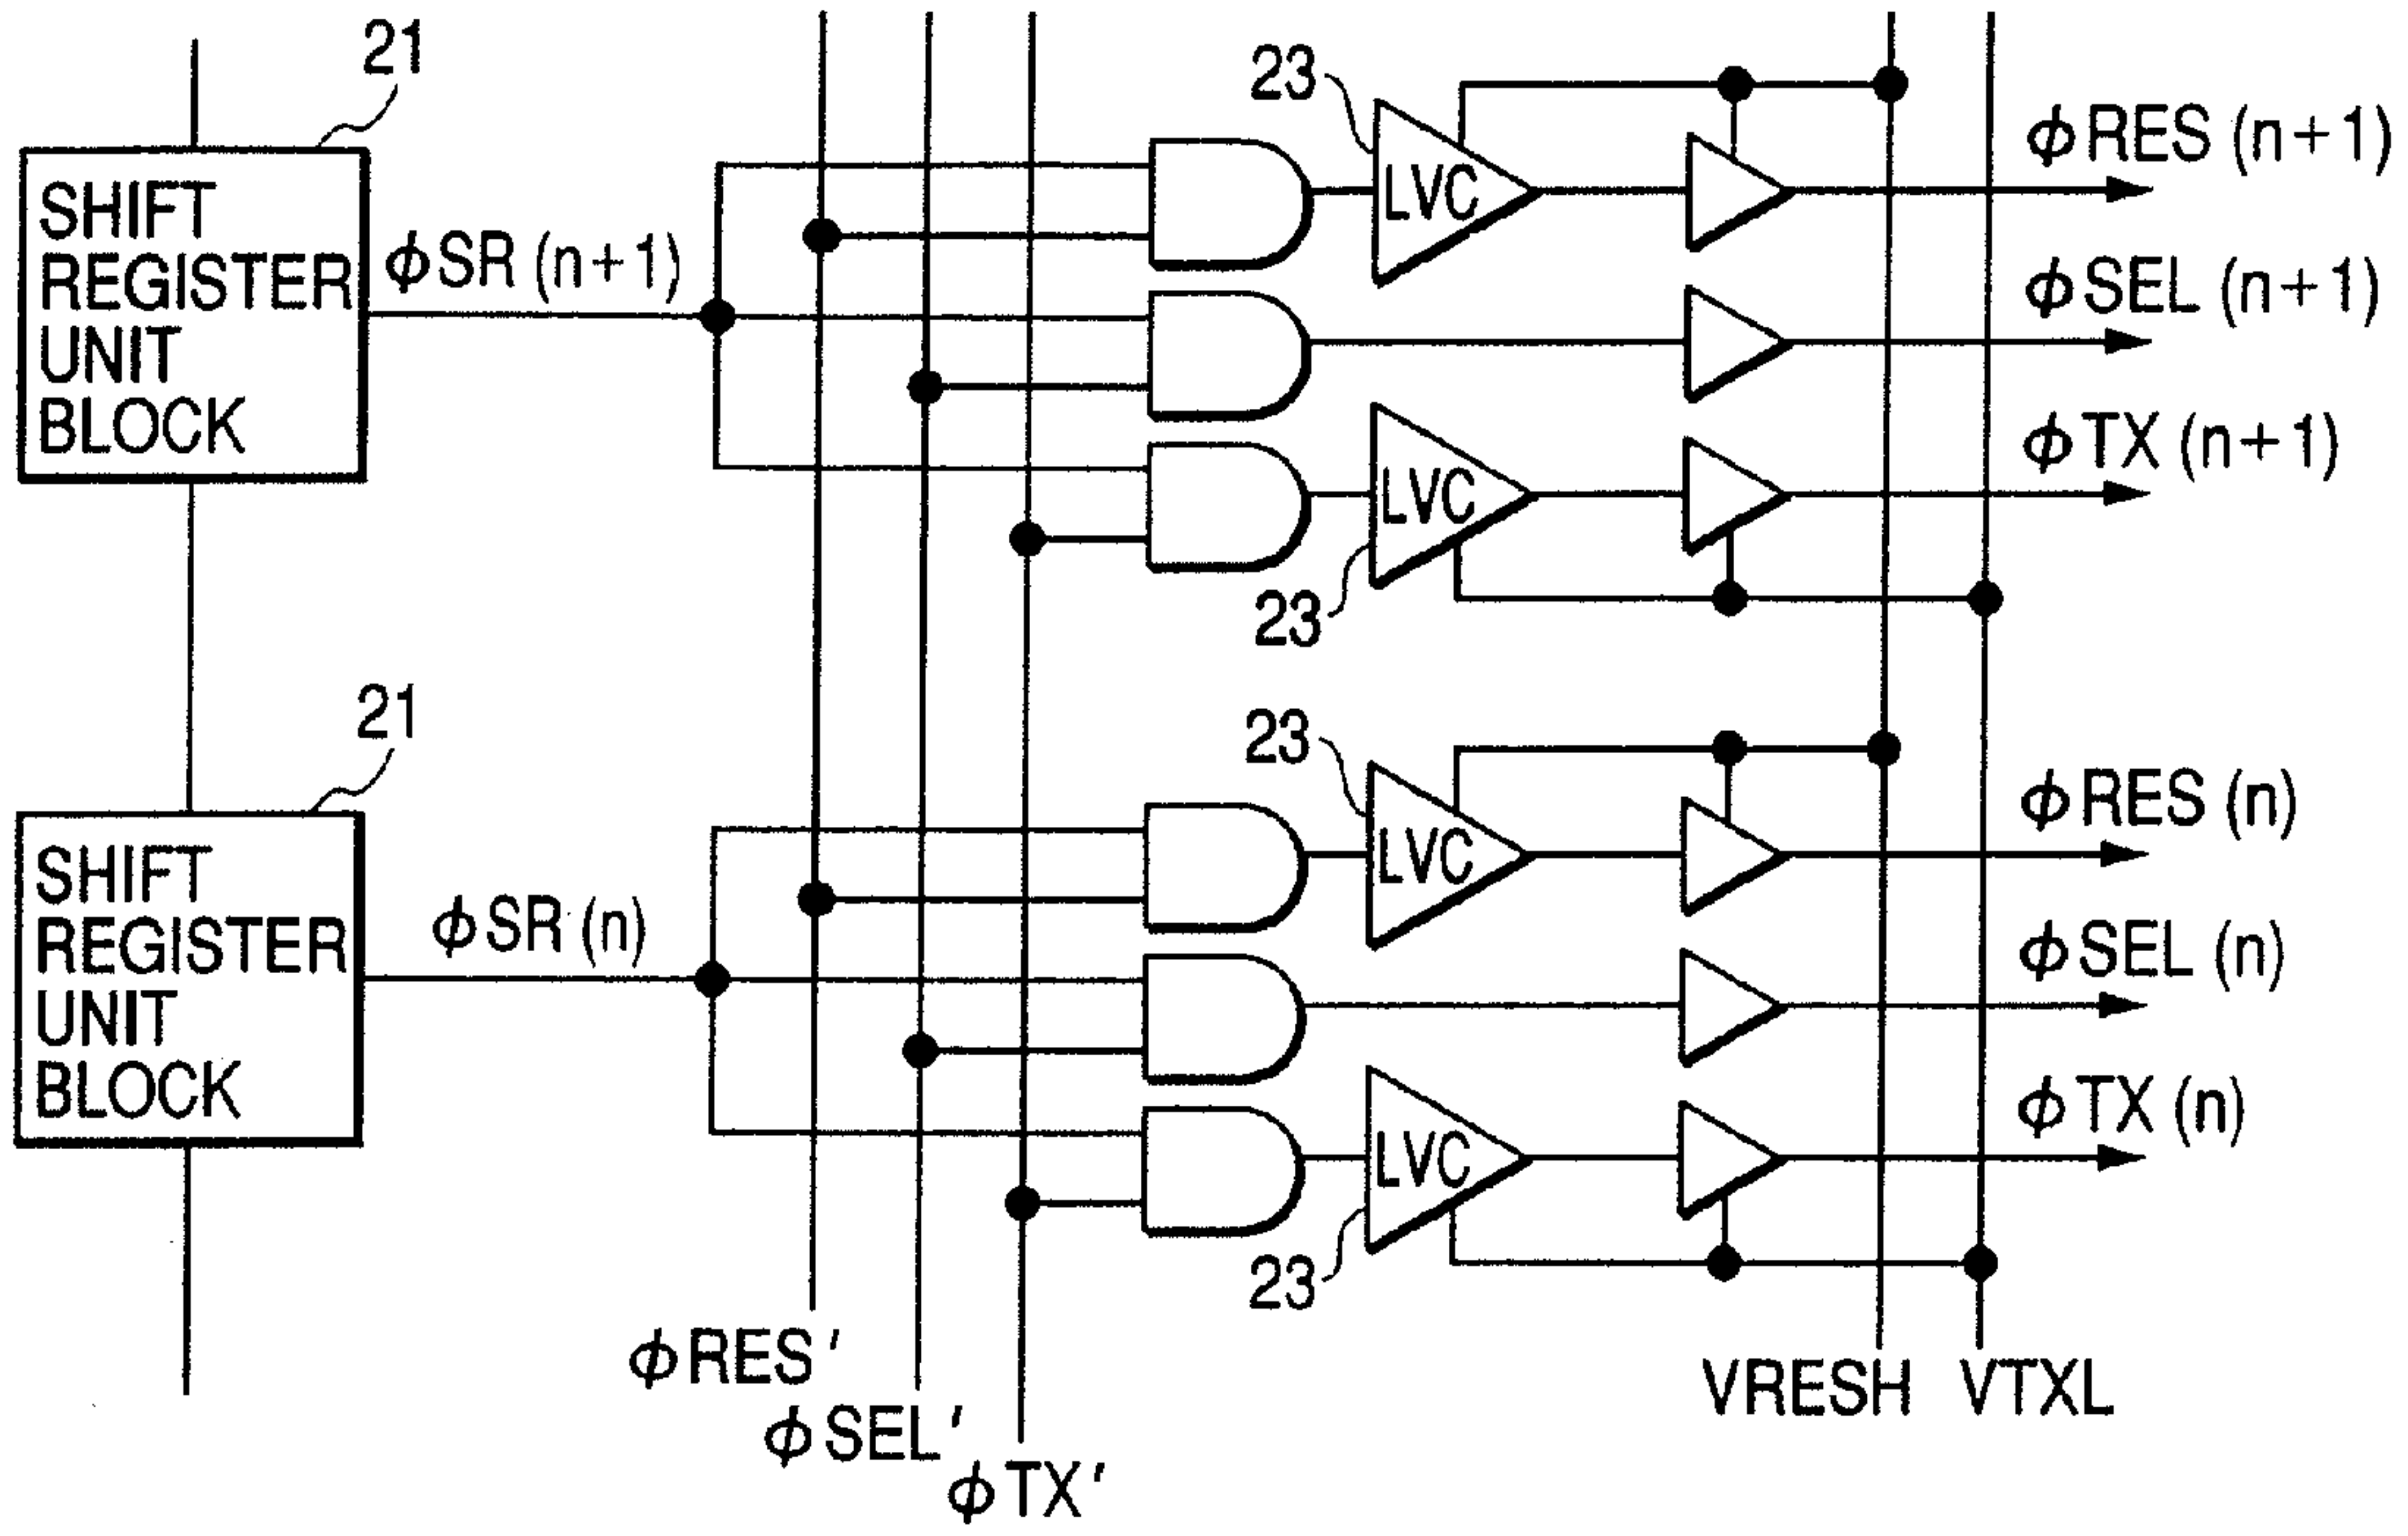 21
SHIFT
REGISTER
UNIT
BLOCK
ϕSR (n+1)
23
LVC
ϕRES (n+1)
ϕSEL (n+1)
LVC
23
ϕTX (n+1)
21
SHIFT
REGISTER
UNIT
BLOCK
ϕSR (n)
23
LVC
ϕRES (n)
ϕSEL (n)
LVC
23
ϕTX (n)
ϕRES'
ϕSEL'
ϕTX'
VRESH
VTXL